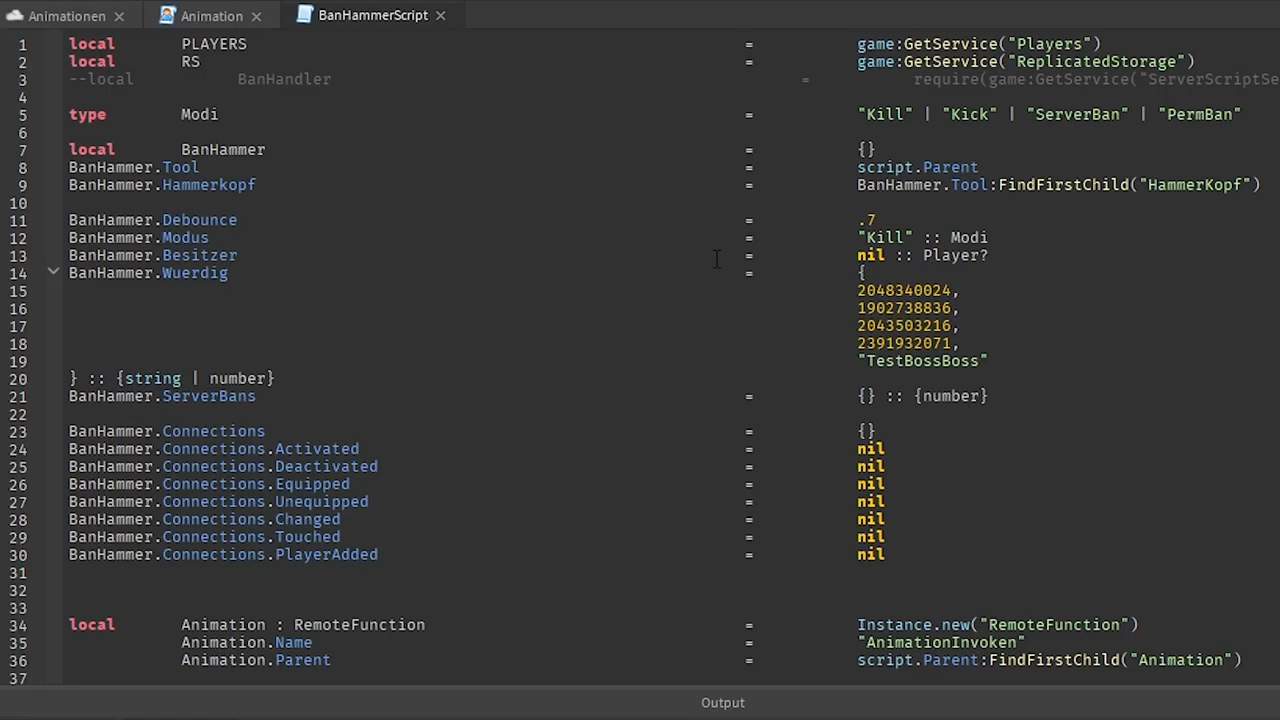 Animationen × Animation × BanHammerScript ×
1 local PLAYERS = game:GetService("Players")
2 local RS = game:GetService("ReplicatedStorage")
3 --local BanHandler = require(game:GetService("ServerScriptSe
4
5 type Modi = "Kill" | "Kick" | "ServerBan" | "PermBan"
6
7 local BanHammer = {}
8 BanHammer.Tool = script.Parent
9 BanHammer.Hammerkopf = BanHammer.Tool:FindFirstChild("HammerKopf")
10
11 BanHammer.Debounce = .7
12 BanHammer.Modus = "Kill" :: Modi
13 BanHammer.Besitzer = nil :: Player?
14 BanHammer.Wuerdig = {
15 2048340024,
16 1902738836,
17 2043503216,
18 2391932071,
19 "TestBossBoss"
20 } :: {string | number}
21 BanHammer.ServerBans = {} :: {number}
22
23 BanHammer.Connections = {}
24 BanHammer.Connections.Activated = nil
25 BanHammer.Connections.Deactivated = nil
26 BanHammer.Connections.Equipped = nil
27 BanHammer.Connections.Unequipped = nil
28 BanHammer.Connections.Changed = nil
29 BanHammer.Connections.Touched = nil
30 BanHammer.Connections.PlayerAdded = nil
31
32
33
34 local Animation : RemoteFunction = Instance.new("RemoteFunction")
35 Animation.Name = "AnimationInvoken"
36 Animation.Parent = script.Parent:FindFirstChild("Animation")
37
Output